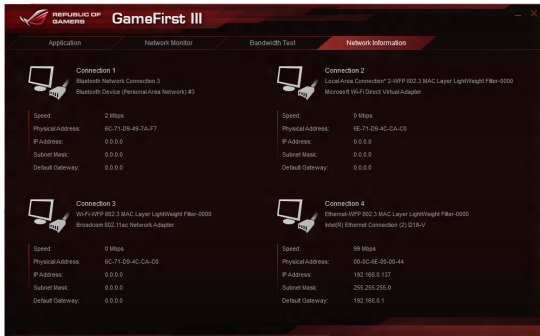 REPUBLIC OF
GAMERS
GameFirst III
Application
Network Monitor
Bandwidth Test
Network Information
Connection 1
Bluetooth Network Connection 3
Bluetooth Device (Personal Area Network) #3
Speed: 2 Mbps
Physical Address: 6C-71-D9-49-7A-F7
IP Address: 0.0.0.0
Subnet Mask: 0.0.0.0
Default Gateway: 0.0.0.0
Connection 2
Local Area Connection* 2-WFP 802.3 MAC Layer LightWeight Filter-0000
Microsoft Wi-Fi Direct Virtual Adapter
Speed: 0 Mbps
Physical Address: 8E-71-D9-4C-CA-C0
IP Address: 0.0.0.0
Subnet Mask: 0.0.0.0
Default Gateway: 0.0.0.0
Connection 3
Wi-Fi-WFP 802.3 MAC Layer LightWeight Filter-0000
Broadcom 802.11ac Network Adapter
Speed: 0 Mbps
Physical Address: 6C-71-D9-4C-CA-C0
IP Address: 0.0.0.0
Subnet Mask: 0.0.0.0
Default Gateway: 0.0.0.0
Connection 4
Ethernet-WFP 802.3 MAC Layer LightWeight Filter-0000
Intel(R) Ethernet Connection (2) I218-V
Speed: 99 Mbps
Physical Address: 00-0C-6E-00-00-44
IP Address: 192.168.0.137
Subnet Mask: 255.255.255.0
Default Gateway: 192.168.0.1